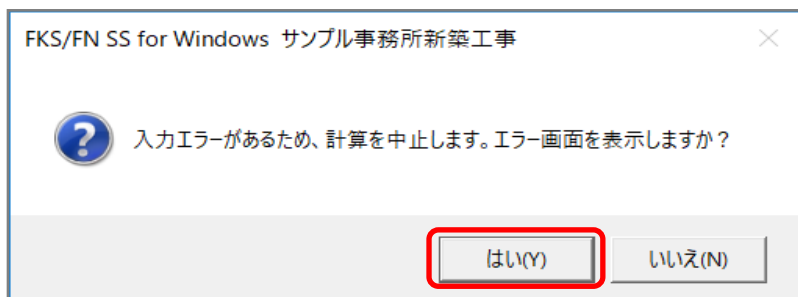 FKS/FN SS for Windows サンプル事務所新築工事
入力エラーがあるため、計算を中止します。エラー画面を表示しますか？
はい(Y)
いいえ(N)